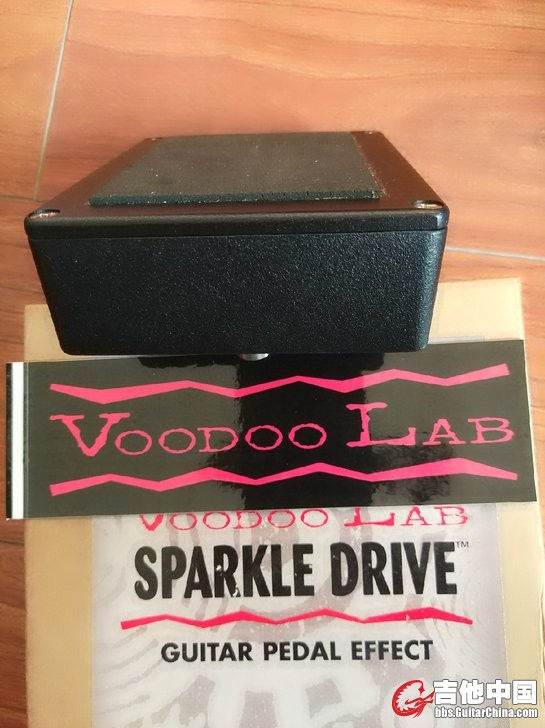 VOODOO LAB
VOODOO LAB
SPARKLE DRIVE™
GUITAR PEDAL EFFECT
吉他中国
bbs.GuitarChina.com